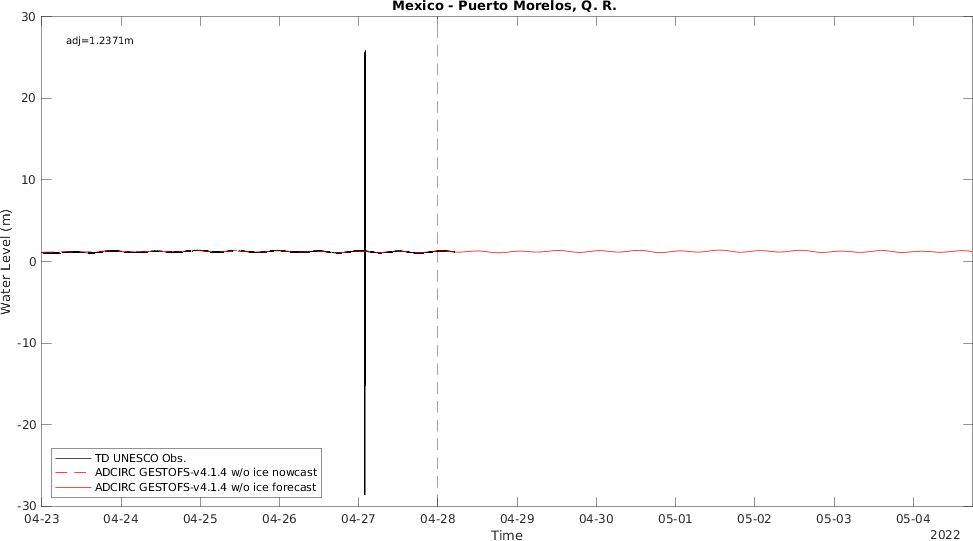 Mexico - Puerto Morelos, Q. R.
adj=1.2371m
30
20
10
0
-10
-20
-30
Water Level (m)
TD UNESCO Obs.
ADCIRC GESTOFS-v4.1.4 w/o ice nowcast
ADCIRC GESTOFS-v4.1.4 w/o ice forecast
04-23 04-24 04-25 04-26 04-27 04-28 04-29 04-30 05-01 05-02 05-03 05-04
Time
2022